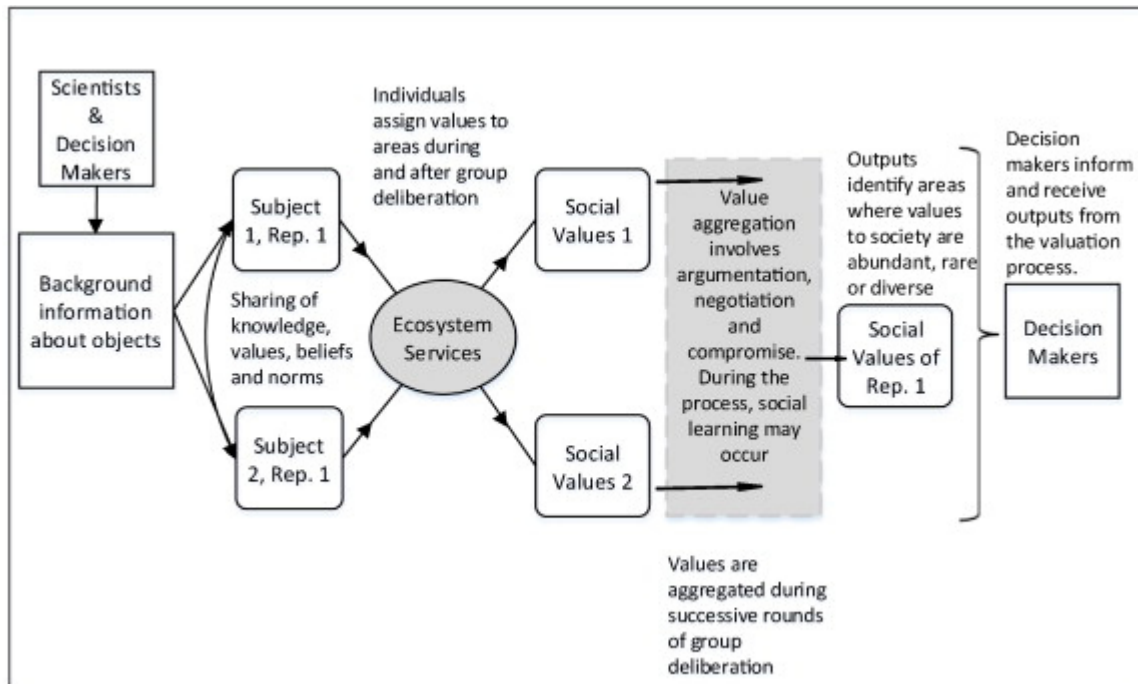 Scientists
&
Decision
Makers
Background
information
about objects
Subject
1, Rep. 1
Sharing of
knowledge,
values, beliefs
and norms
Subject
2, Rep. 1
Individuals
assign values to
areas during
and after group
deliberation
Ecosystem
Services
Social
Values 1
Social
Values 2
Value
aggregation
involves
argumentation,
negotiation
and
compromise.
During the
process, social
learning may
occur
Values are
aggregated during
successive rounds
of group
deliberation
Outputs
identify areas
where values
to society are
abundant, rare
or diverse
Social
Values of
Rep. 1
Decision
makers inform
and receive
outputs from
the valuation
process.
Decision
Makers